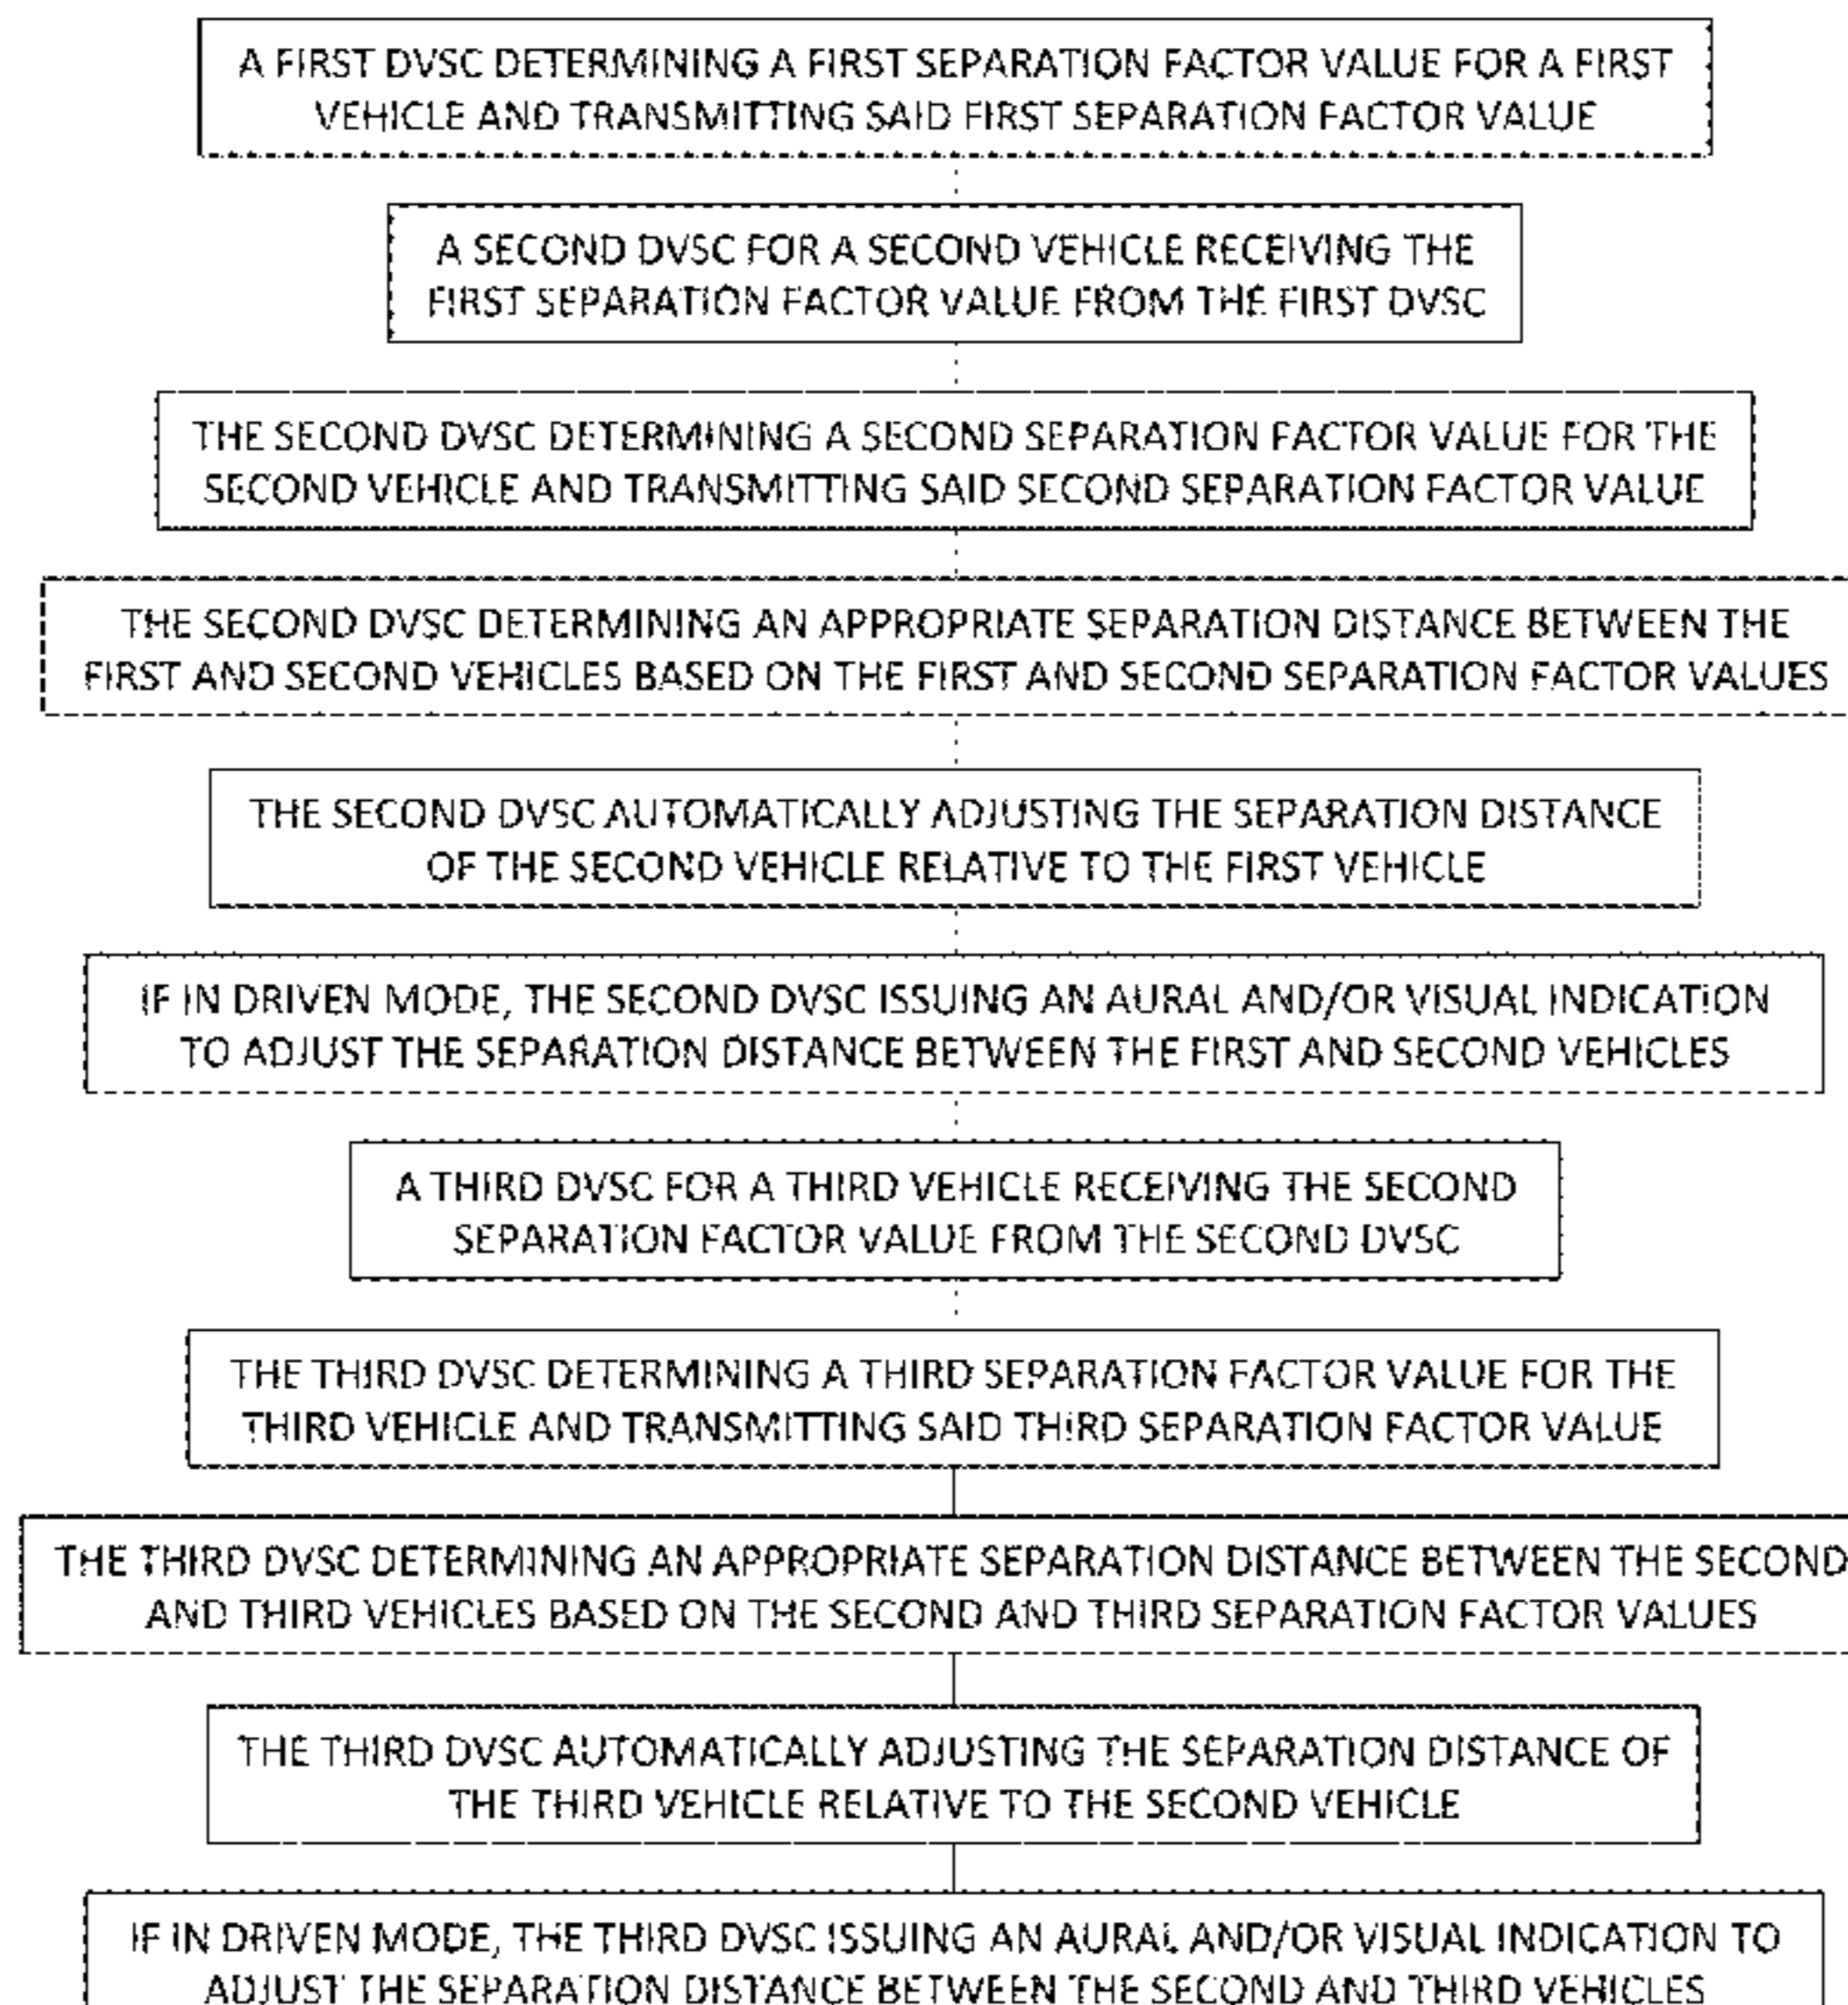 A FIRST DVSC DETERMINING A FIRST SEPARATION FACTOR VALUE FOR A FIRST
VEHICLE AND TRANSMITTING SAID FIRST SEPARATION FACTOR VALUE
A SECOND DVSC FOR A SECOND VEHICLE RECEIVING THE
FIRST SEPARATION FACTOR VALUE FROM THE FIRST DVSC
THE SECOND DVSC DETERMINING A SECOND SEPARATION FACTOR VALUE FOR THE
SECOND VEHICLE AND TRANSMITTING SAID SECOND SEPARATION FACTOR VALUE
THE SECOND DVSC DETERMINING AN APPROPRIATE SEPARATION DISTANCE BETWEEN THE
FIRST AND SECOND VEHICLES BASED ON THE FIRST AND SECOND SEPARATION FACTOR VALUES
THE SECOND DVSC AUTOMATICALLY ADJUSTING THE SEPARATION DISTANCE
OF THE SECOND VEHICLE RELATIVE TO THE FIRST VEHICLE
IF IN DRIVEN MODE, THE SECOND DVSC ISSUING AN AURAL AND/OR VISUAL INDICATION
TO ADJUST THE SEPARATION DISTANCE BETWEEN THE FIRST AND SECOND VEHICLES
A THIRD DVSC FOR A THIRD VEHICLE RECEIVING THE SECOND
SEPARATION FACTOR VALUE FROM THE SECOND DVSC
THE THIRD DVSC DETERMINING A THIRD SEPARATION FACTOR VALUE FOR THE
THIRD VEHICLE AND TRANSMITTING SAID THIRD SEPARATION FACTOR VALUE
THE THIRD DVSC DETERMINING AN APPROPRIATE SEPARATION DISTANCE BETWEEN THE SECOND
AND THIRD VEHICLES BASED ON THE SECOND AND THIRD SEPARATION FACTOR VALUES
THE THIRD DVSC AUTOMATICALLY ADJUSTING THE SEPARATION DISTANCE OF
THE THIRD VEHICLE RELATIVE TO THE SECOND VEHICLE
IF IN DRIVEN MODE, THE THIRD DVSC ISSUING AN AURAL AND/OR VISUAL INDICATION TO
ADJUST THE SEPARATION DISTANCE BETWEEN THE SECOND AND THIRD VEHICLES